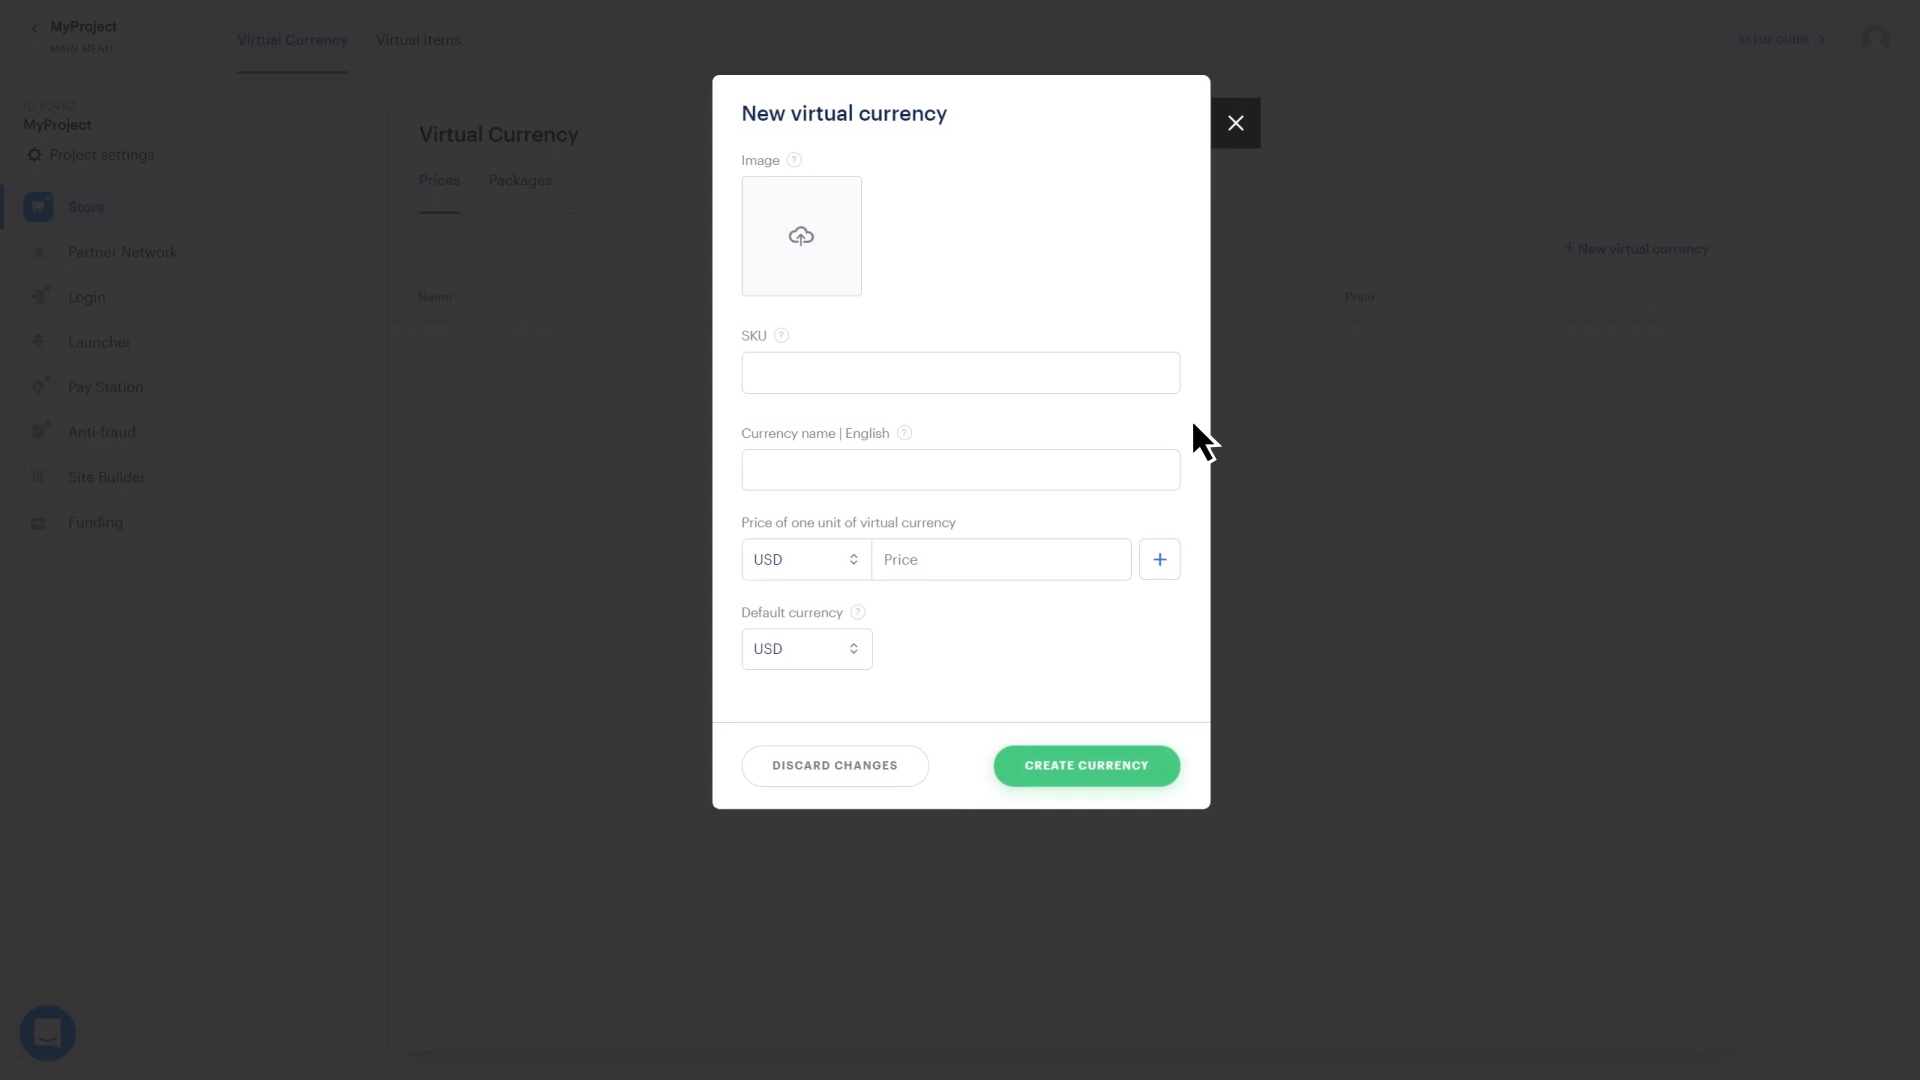 MyProject
MAIN MENU
Virtual Currency
Virtual Items
SETUP GUIDE
ID 53452
MyProject
Project settings
Store
Partner Network
Login
Launcher
Pay Station
Anti-fraud
Site Builder
Funding
Virtual Currency
Prices
Packages
+ New virtual currency
Name
Price
New virtual currency
Image ?
SKU ?
Currency name | English ?
Price of one unit of virtual currency
USD
Price
+
Default currency ?
USD
DISCARD CHANGES
CREATE CURRENCY